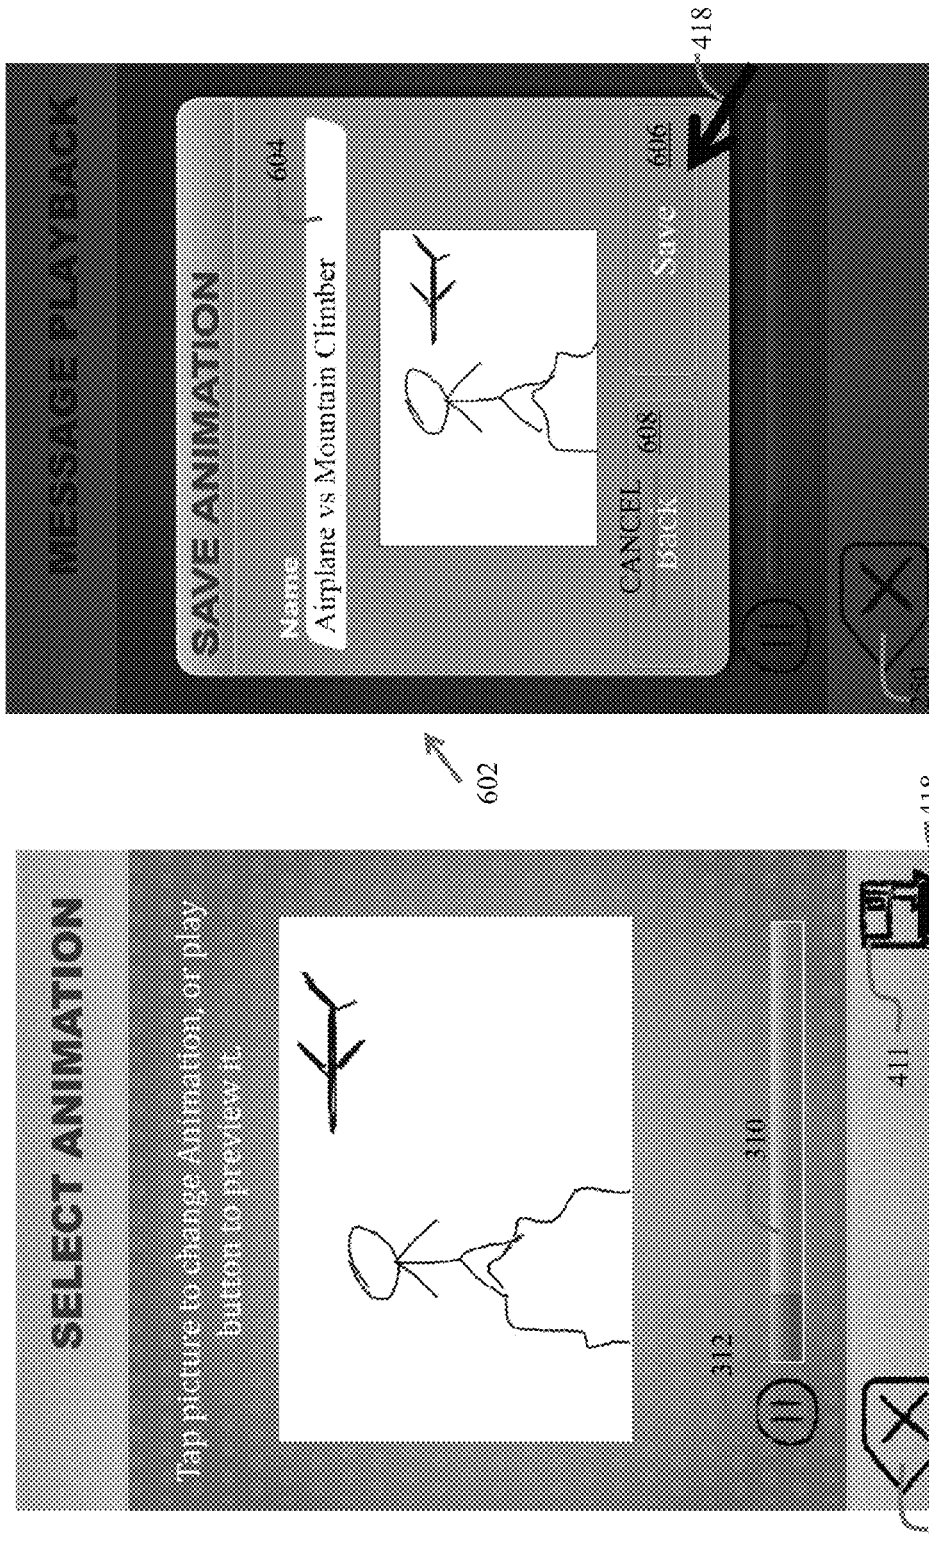 SELECT ANIMATION
Tap picture to change Animation, or play
button to preview it.
312
310
411
418
602
MESSAGE PLAYBACK
SAVE ANIMATION
Name
604
Airplane vs Mountain Climber
CANCEL
608
back
Save
606
418